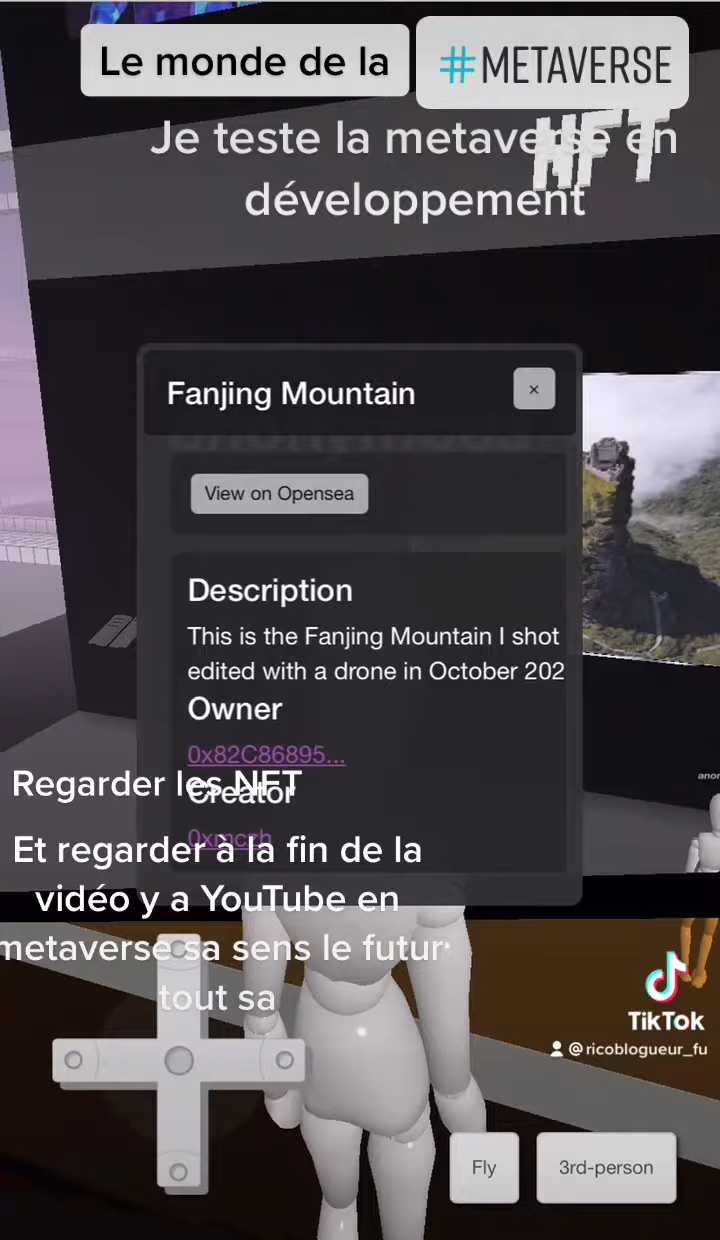 Le monde de la #METAVERSE
Je teste la metaverse en
développement
NFT
Fanjing Mountain
×
View on Opensea
Description
This is the Fanjing Mountain I shot
edited with a drone in October 202
Owner
0x82C86895...
Regarder les NFT
Creator
0xmczh
Et regarder à la fin de la
vidéo y a YouTube en
metaverse sa sens le futur
tout sa
TikTok
@ricoblogueur_fu
Fly
3rd-person